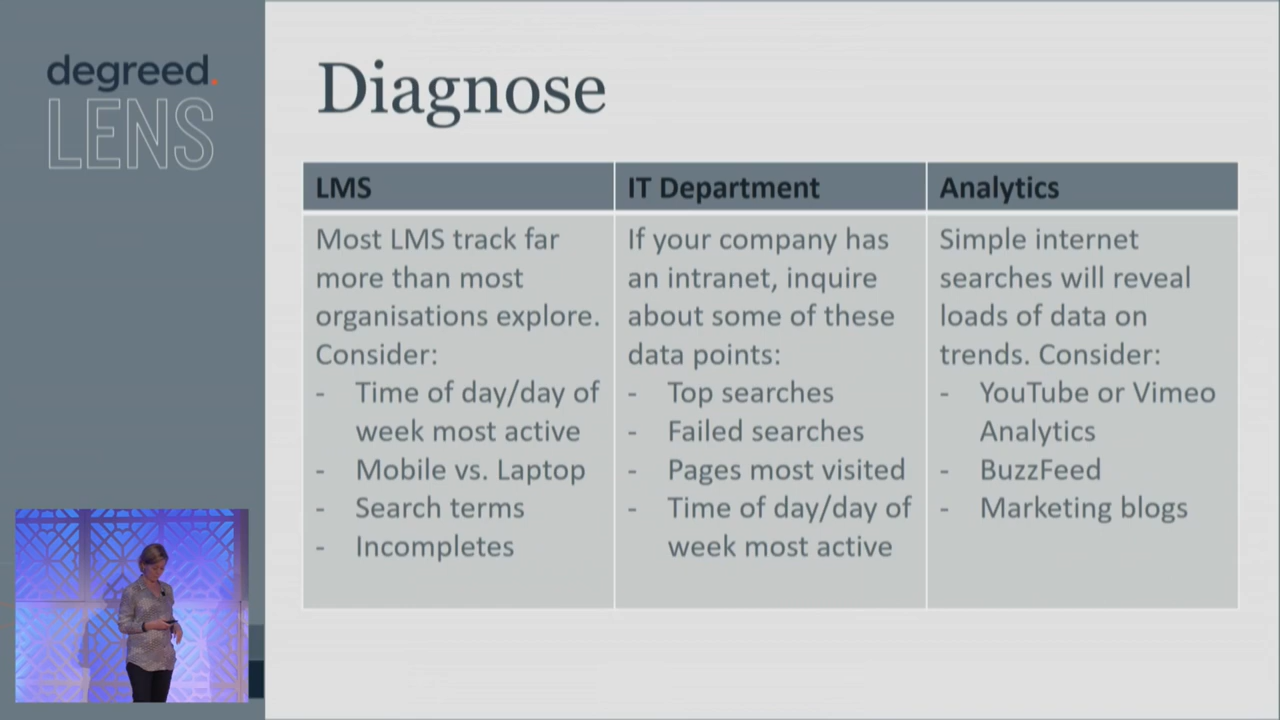 degreed.
LENS
Diagnose
LMS
Most LMS track far
more than most
organisations explore.
Consider:
- Time of day/day of
week most active
- Mobile vs. Laptop
- Search terms
- Incompletes
IT Department
If your company has
an intranet, inquire
about some of these
data points:
- Top searches
- Failed searches
- Pages most visited
- Time of day/day of
week most active
Analytics
Simple internet
searches will reveal
loads of data on
trends. Consider:
- YouTube or Vimeo
Analytics
- BuzzFeed
- Marketing blogs